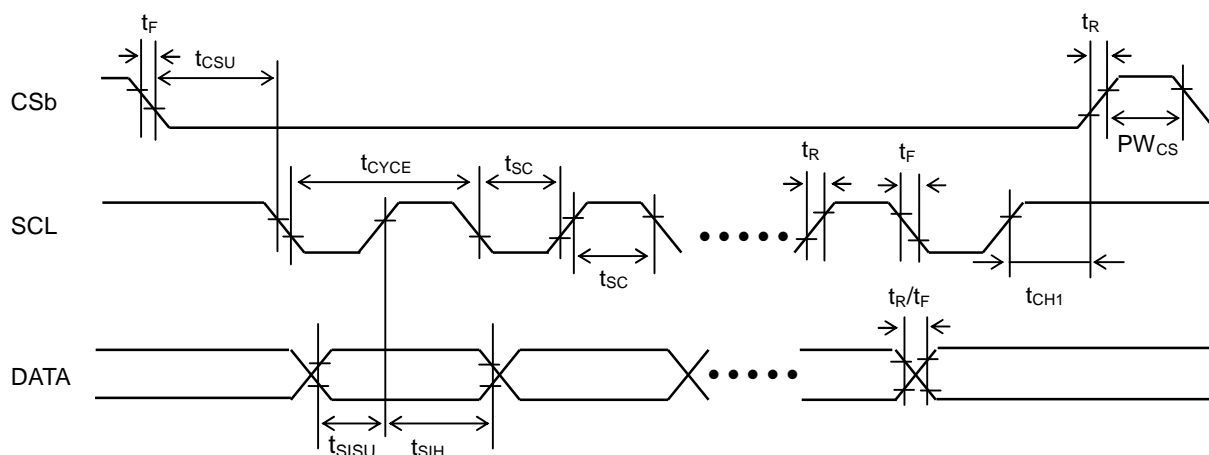 tF
tR
tCSU
CSb
PWCS
tCYCE
tSC
tR
tF
SCL
tSC
tCH1
tR/tF
DATA
tSISU
tSIH